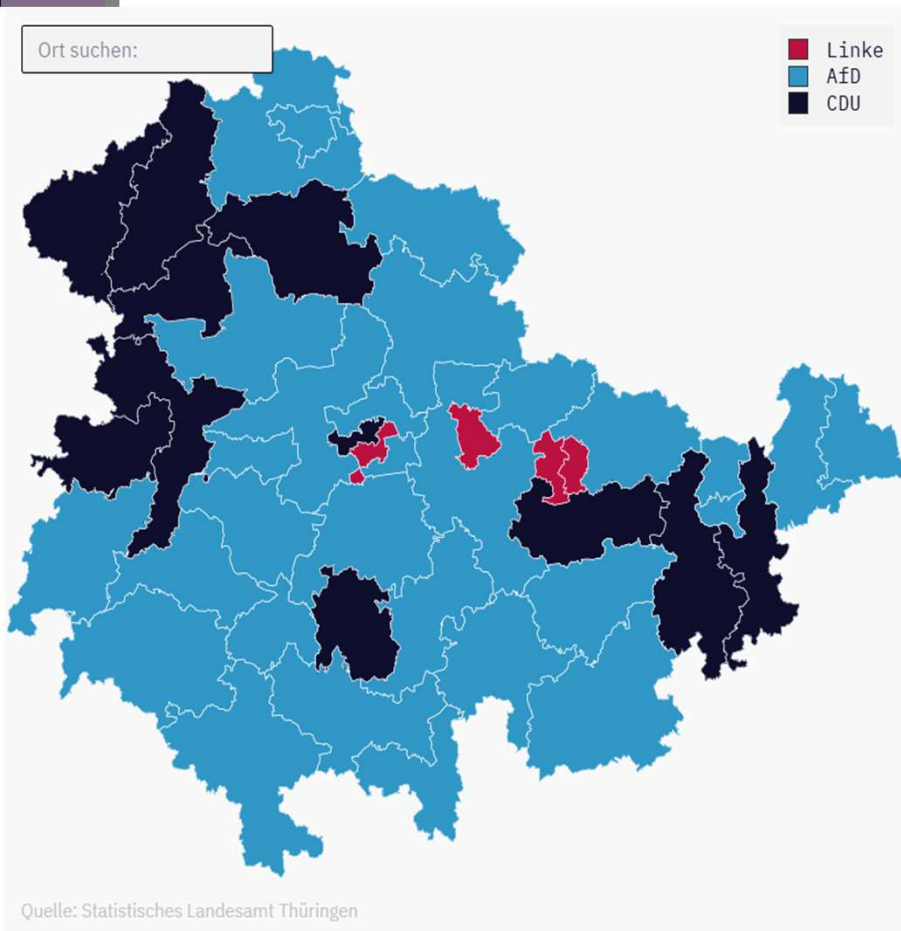 Ort suchen:
Linke
AfD
CDU
Quelle: Statistisches Landesamt Thüringen